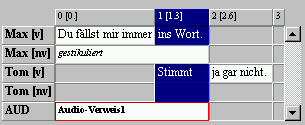 0 [0.] 1 [1.3] 2 [2.6] 3
Max [v] Du fällst mir immer ins Wort.
Max [nv] gestikuliert
Tom [v] Stimmt ja gar nicht.
Tom [nv]
AUD Audio-Verweis1